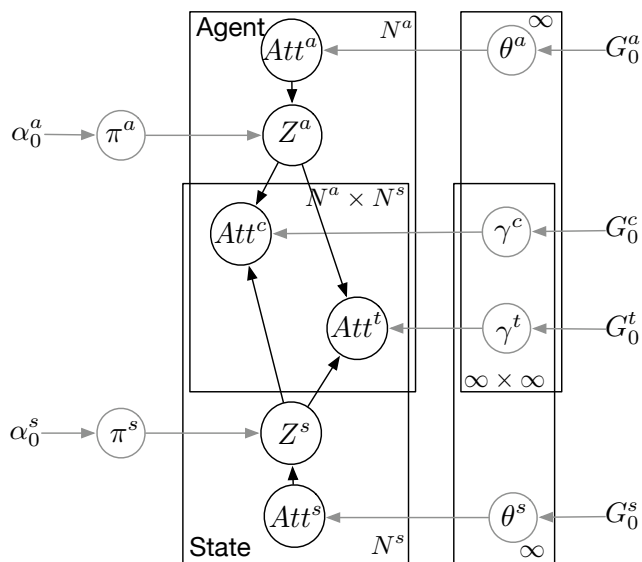 Agent
Att^a
N^a
∞
θ^a
G_0^a
α_0^a
π^a
Z^a
N^a × N^s
Att^c
γ^c
G_0^c
Att^t
γ^t
G_0^t
∞ × ∞
α_0^s
π^s
Z^s
Att^s
θ^s
G_0^s
State
N^s
∞